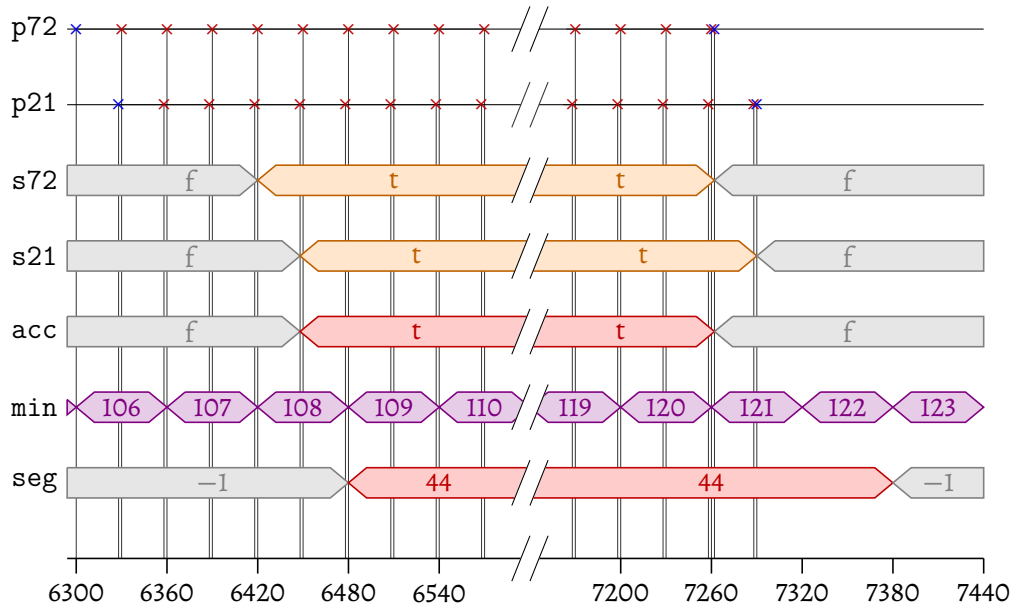 p72
p21
s72 f t t f
s21 f t t f
acc f t t f
min 106 107 108 109 110 119 120 121 122 123
seg −1 44 44 −1
6300 6360 6420 6480 6540 7200 7260 7320 7380 7440